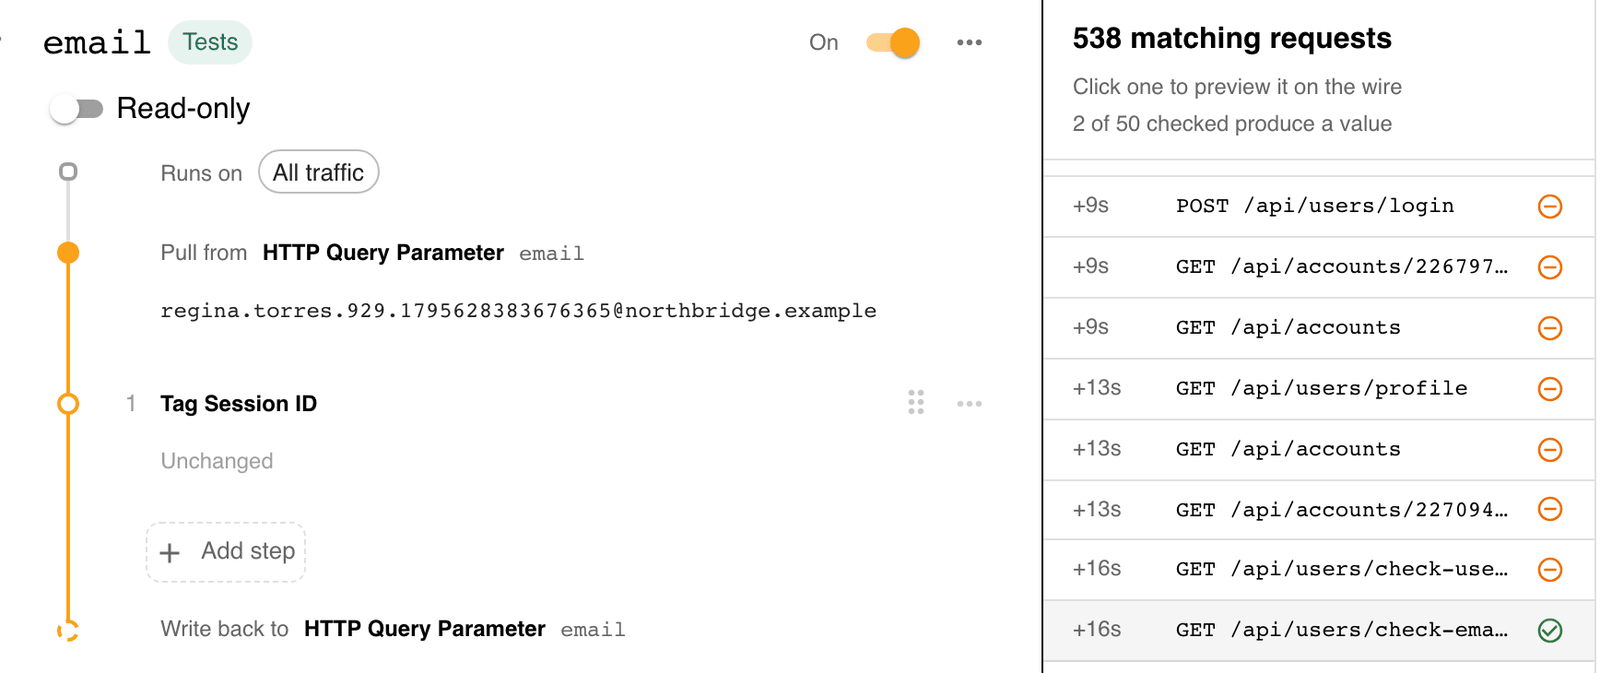 email Tests On
Read-only
Runs on All traffic
Pull from HTTP Query Parameter email
regina.torres.929.1795628383676365@northbridge.example
1 Tag Session ID
Unchanged
+ Add step
Write back to HTTP Query Parameter email
538 matching requests
Click one to preview it on the wire
2 of 50 checked produce a value
+9s POST /api/users/login
+9s GET /api/accounts/226797…
+9s GET /api/accounts
+13s GET /api/users/profile
+13s GET /api/accounts
+13s GET /api/accounts/227094…
+16s GET /api/users/check-use…
+16s GET /api/users/check-ema…